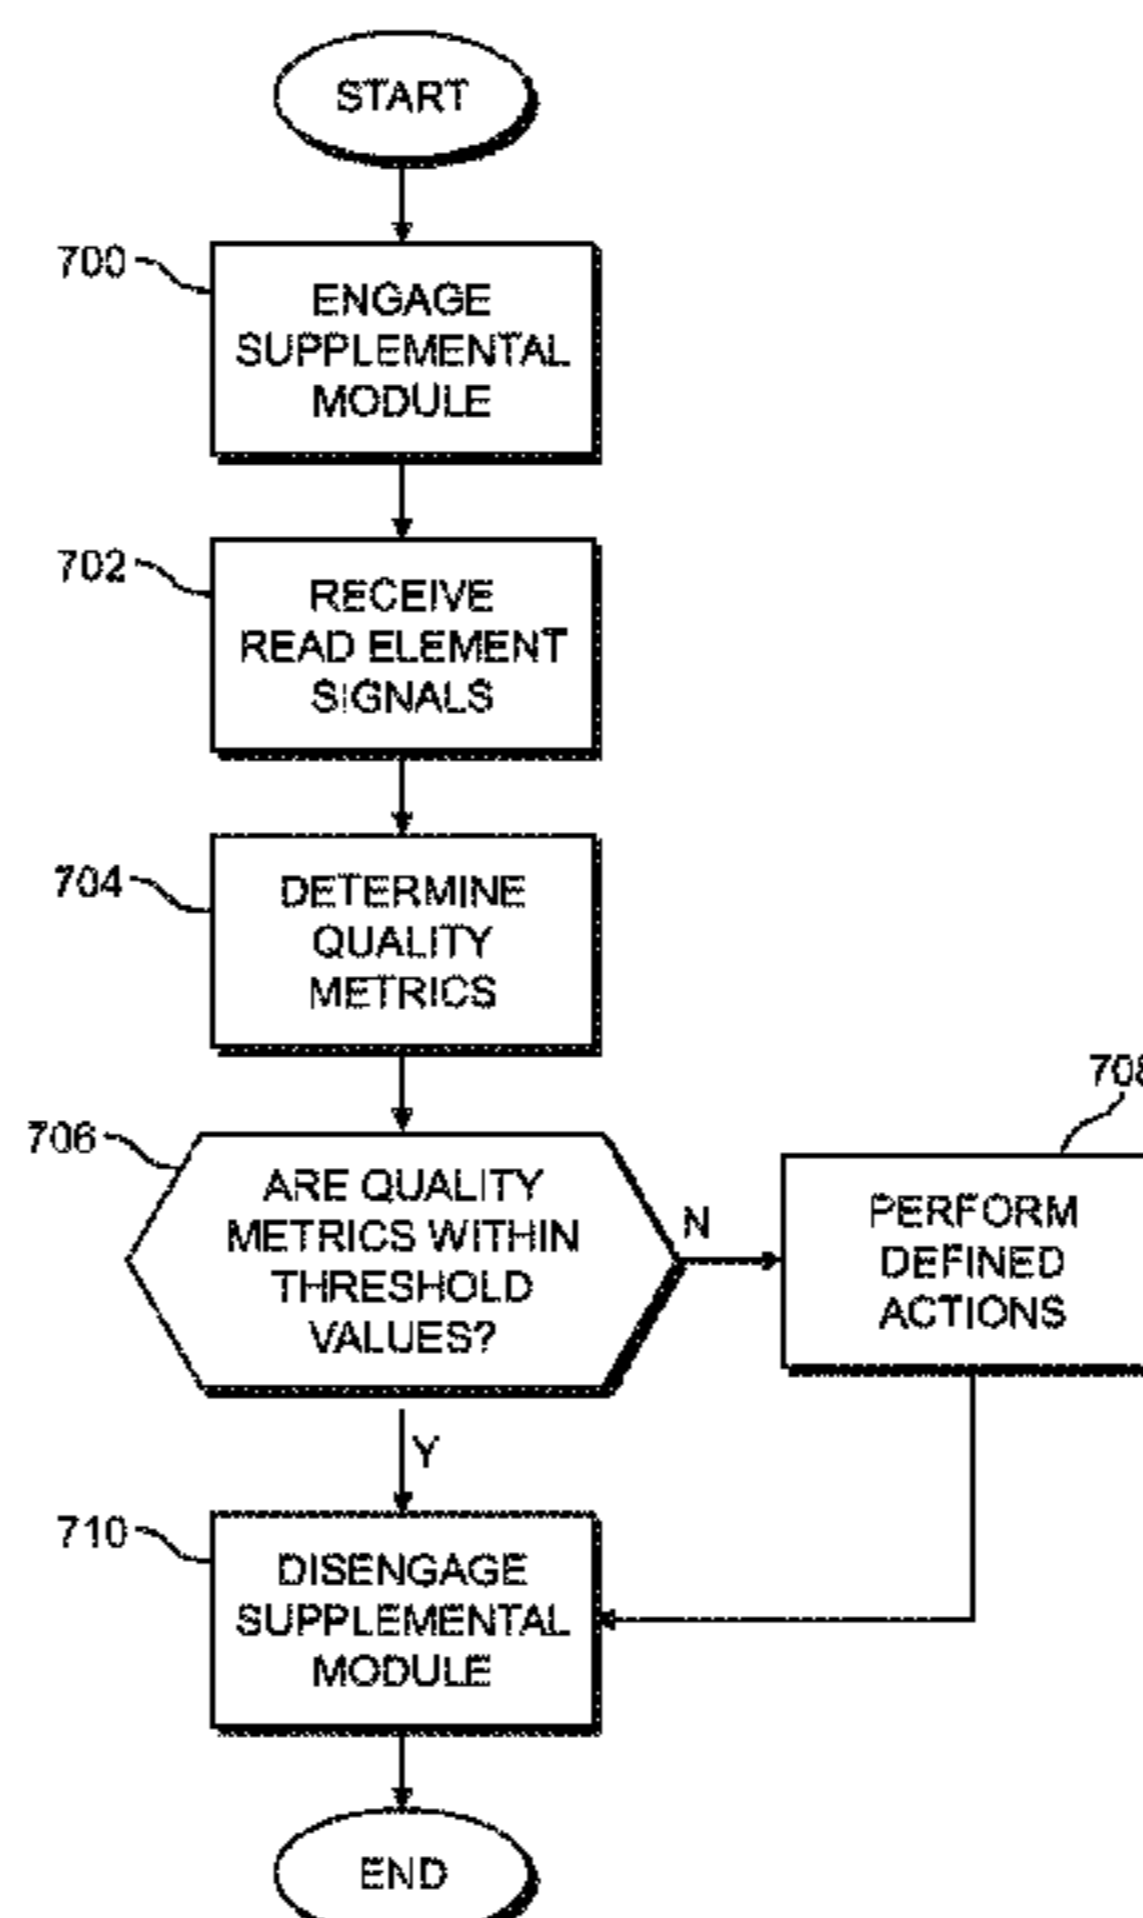 START
700
ENGAGE
SUPPLEMENTAL
MODULE
702
RECEIVE
READ ELEMENT
SIGNALS
704
DETERMINE
QUALITY
METRICS
706
ARE QUALITY
METRICS WITHIN
THRESHOLD
VALUES?
N
708
PERFORM
DEFINED
ACTIONS
Y
710
DISENGAGE
SUPPLEMENTAL
MODULE
END